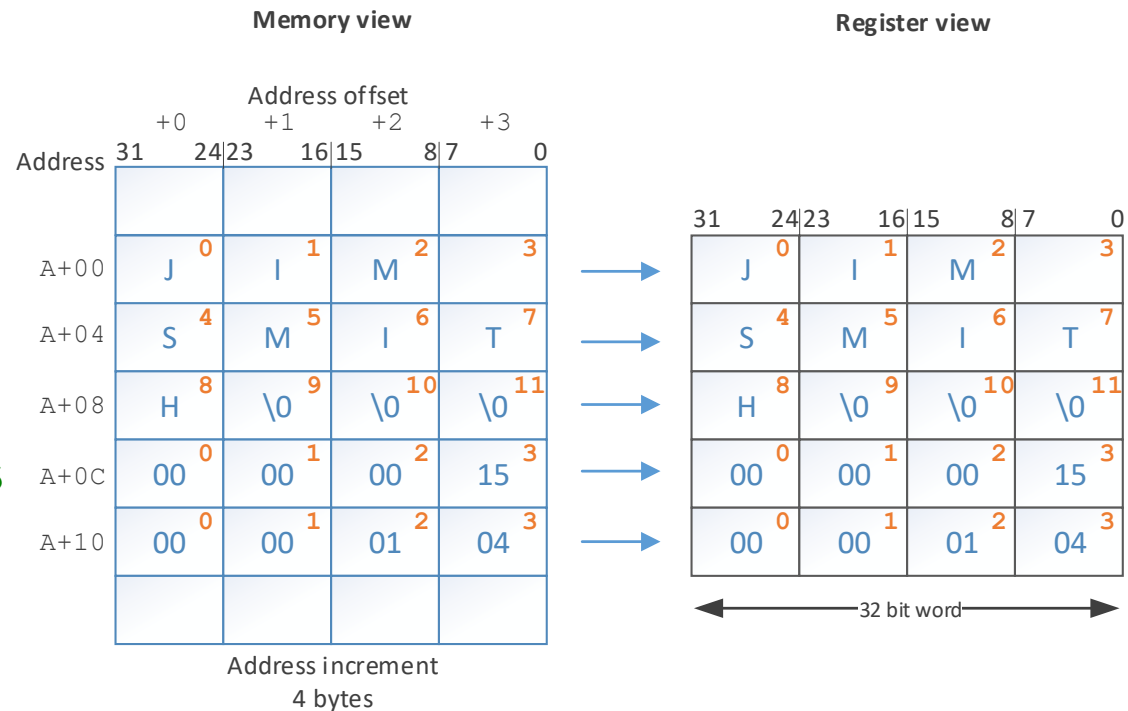 Memory view
Register view
Address offset
+0 +1 +2 +3
Address 31 24 23 16 15 8 7 0
31 24 23 16 15 8 7 0
A+00 J 0 I 1 M 2 3 J 0 I 1 M 2 3
A+04 S 4 M 5 I 6 T 7 S 4 M 5 I 6 T 7
A+08 H 8 \0 9 \0 10 \0 11 H 8 \0 9 \0 10 \0 11
A+0C 00 0 00 1 00 2 15 3 00 0 00 1 00 2 15 3
A+10 00 0 00 1 01 2 04 3 00 0 00 1 01 2 04 3
32 bit word
Address increment
4 bytes